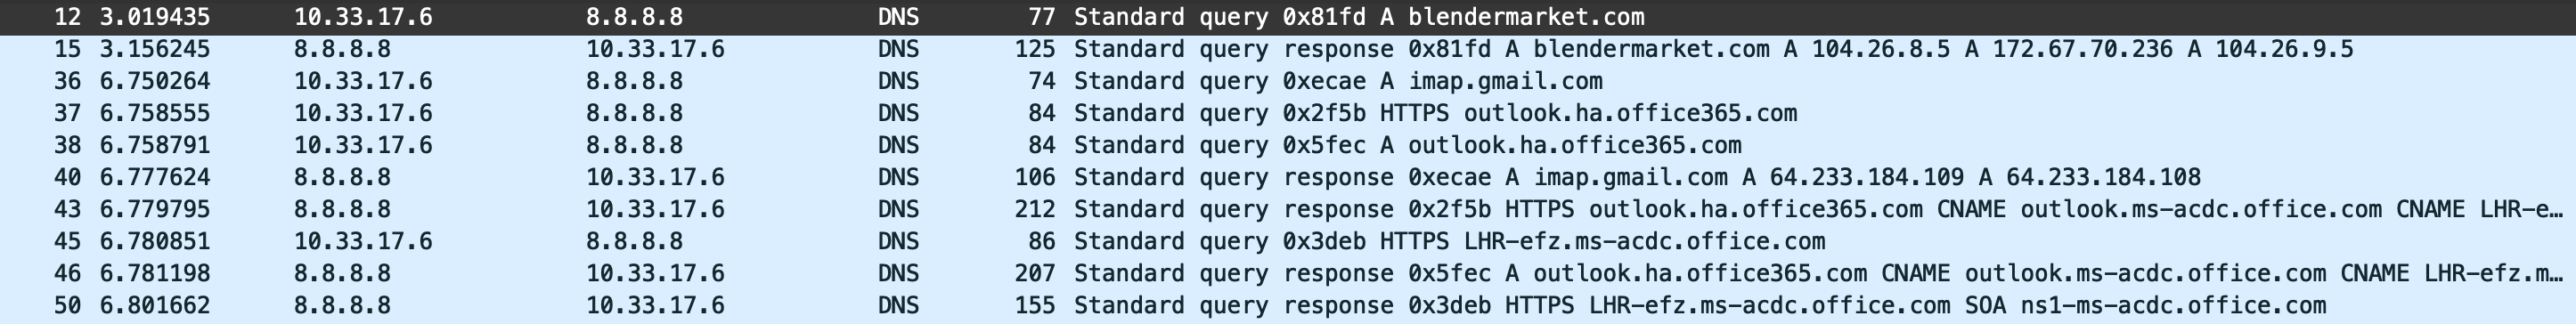 12 3.019435 10.33.17.6 8.8.8.8 DNS 77 Standard query 0x81fd A blendermarket.com
15 3.156245 8.8.8.8 10.33.17.6 DNS 125 Standard query response 0x81fd A blendermarket.com A 104.26.8.5 A 172.67.70.236 A 104.26.9.5
36 6.750264 10.33.17.6 8.8.8.8 DNS 74 Standard query 0xecae A imap.gmail.com
37 6.758555 10.33.17.6 8.8.8.8 DNS 84 Standard query 0x2f5b HTTPS outlook.ha.office365.com
38 6.758791 10.33.17.6 8.8.8.8 DNS 84 Standard query 0x5fec A outlook.ha.office365.com
40 6.777624 8.8.8.8 10.33.17.6 DNS 106 Standard query response 0xecae A imap.gmail.com A 64.233.184.109 A 64.233.184.108
43 6.779795 8.8.8.8 10.33.17.6 DNS 212 Standard query response 0x2f5b HTTPS outlook.ha.office365.com CNAME outlook.ms-acdc.office.com CNAME LHR-e…
45 6.780851 10.33.17.6 8.8.8.8 DNS 86 Standard query 0x3deb HTTPS LHR-efz.ms-acdc.office.com
46 6.781198 8.8.8.8 10.33.17.6 DNS 207 Standard query response 0x5fec A outlook.ha.office365.com CNAME outlook.ms-acdc.office.com CNAME LHR-efz.m…
50 6.801662 8.8.8.8 10.33.17.6 DNS 155 Standard query response 0x3deb HTTPS LHR-efz.ms-acdc.office.com SOA ns1-ms-acdc.office.com